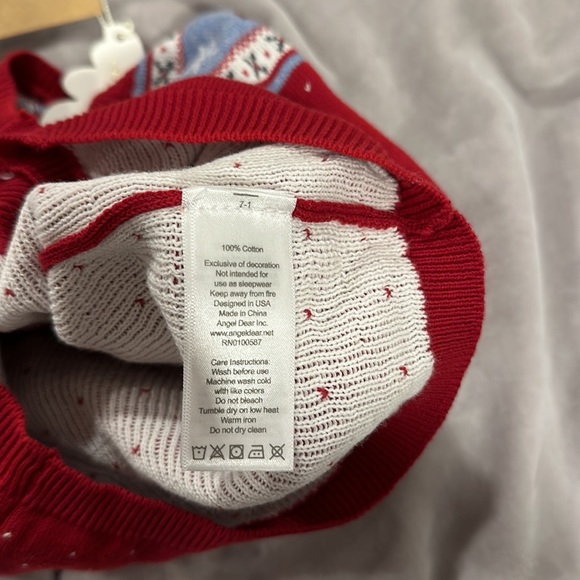 Z-1
100% Cotton
Exclusive of decoration
Not intended for
use as sleepwear
Keep away from fire
Designed in USA
Made in China
Angel Dear Inc.
www.angeldear.net
RN0100587
Care Instructions:
Wssh before use
Machine wash cold
with like colors
Do not bleach
Tumble dry on low heat
Warm iron
Do not dry clean